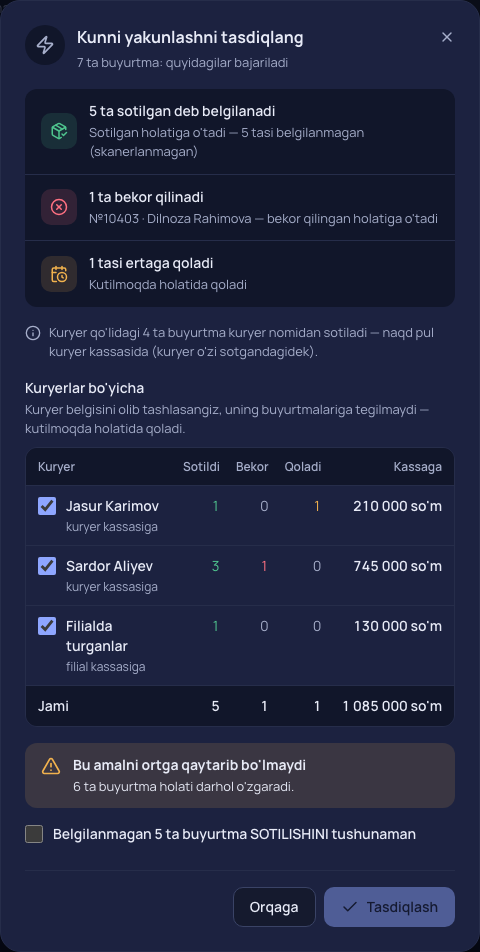 Kunni yakunlashni tasdiqlang
7 ta buyurtma: quyidagilar bajariladi
5 ta sotilgan deb belgilanadi
Sotilgan holatiga o'tadi — 5 tasi belgilanmagan
(skanerlanmagan)
1 ta bekor qilinadi
№10403 · Dilnoza Rahimova — bekor qilingan holatiga o'tadi
1 tasi ertaga qoladi
Kutilmoqda holatida qoladi
Kuryer qo'lidagi 4 ta buyurtma kuryer nomidan sotiladi — naqd pul
kuryer kassasida (kuryer o'zi sotgandagidek).
Kuryerlar bo'yicha
Kuryer belgisini olib tashlasangiz, uning buyurtmalariga tegilmaydi —
kutilmoqda holatida qoladi.
Kuryer Sotildi Bekor Qoladi Kassaga
Jasur Karimov 1 0 1 210 000 so'm
kuryer kassasiga
Sardor Aliyev 3 1 0 745 000 so'm
kuryer kassasiga
Filialda 1 0 0 130 000 so'm
turganlar
filial kassasiga
Jami 5 1 1 1 085 000 so'm
Bu amalni ortga qaytarib bo'lmaydi
6 ta buyurtma holati darhol o'zgaradi.
Belgilanmagan 5 ta buyurtma SOTILISHINI tushunaman
Orqaga Tasdiqlash